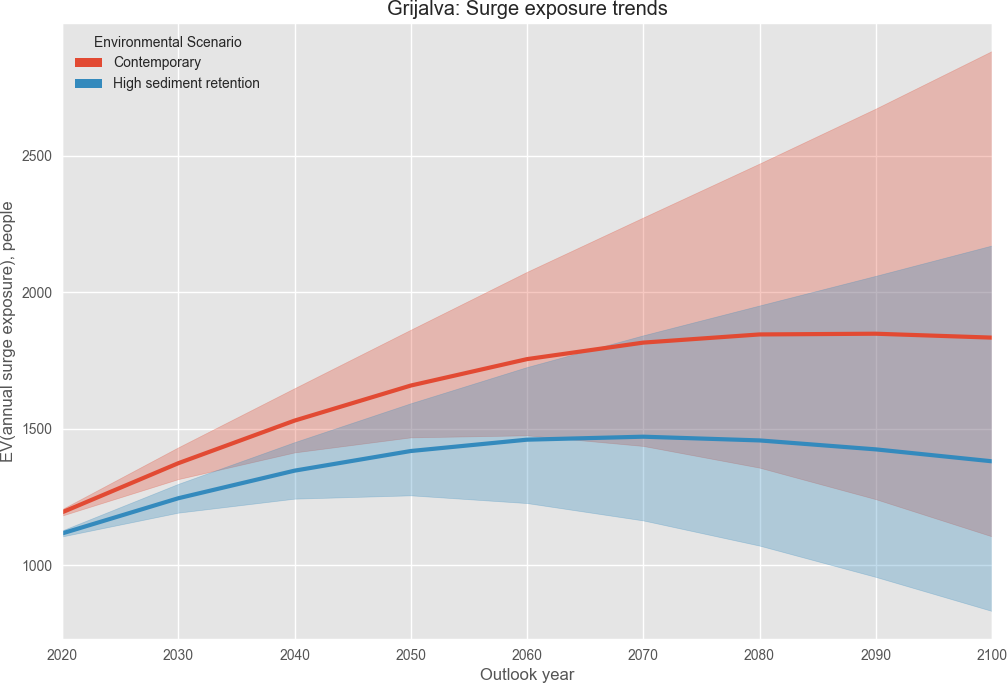 Grijalva: Surge exposure trends
Environmental Scenario
Contemporary
High sediment retention
EV(annual surge exposure), people
2500
2000
1500
1000
2020 2030 2040 2050 2060 2070 2080 2090 2100
Outlook year